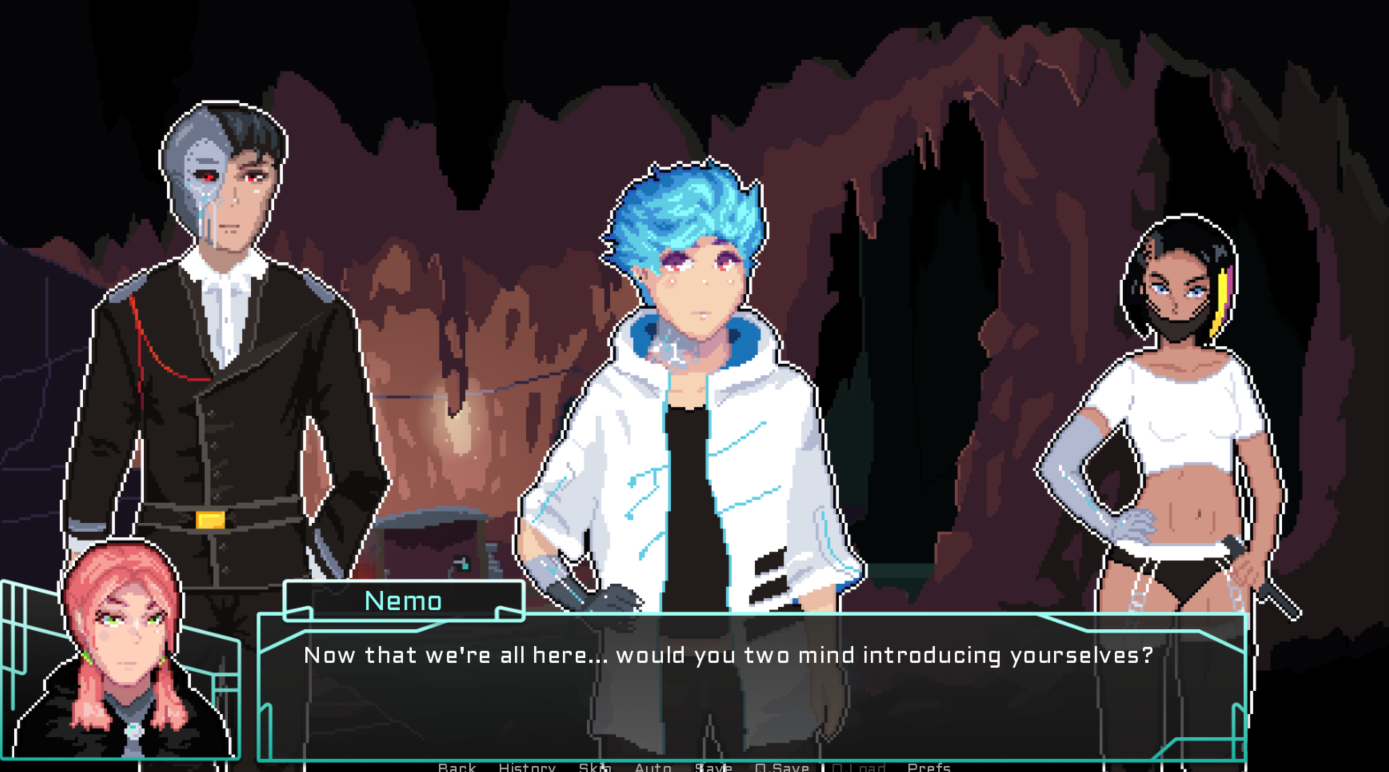 1
Nemo
Now that we're all here... would you two mind introducing yourselves?
Back History Skip Auto Save Q.Save Q.Load Prefs